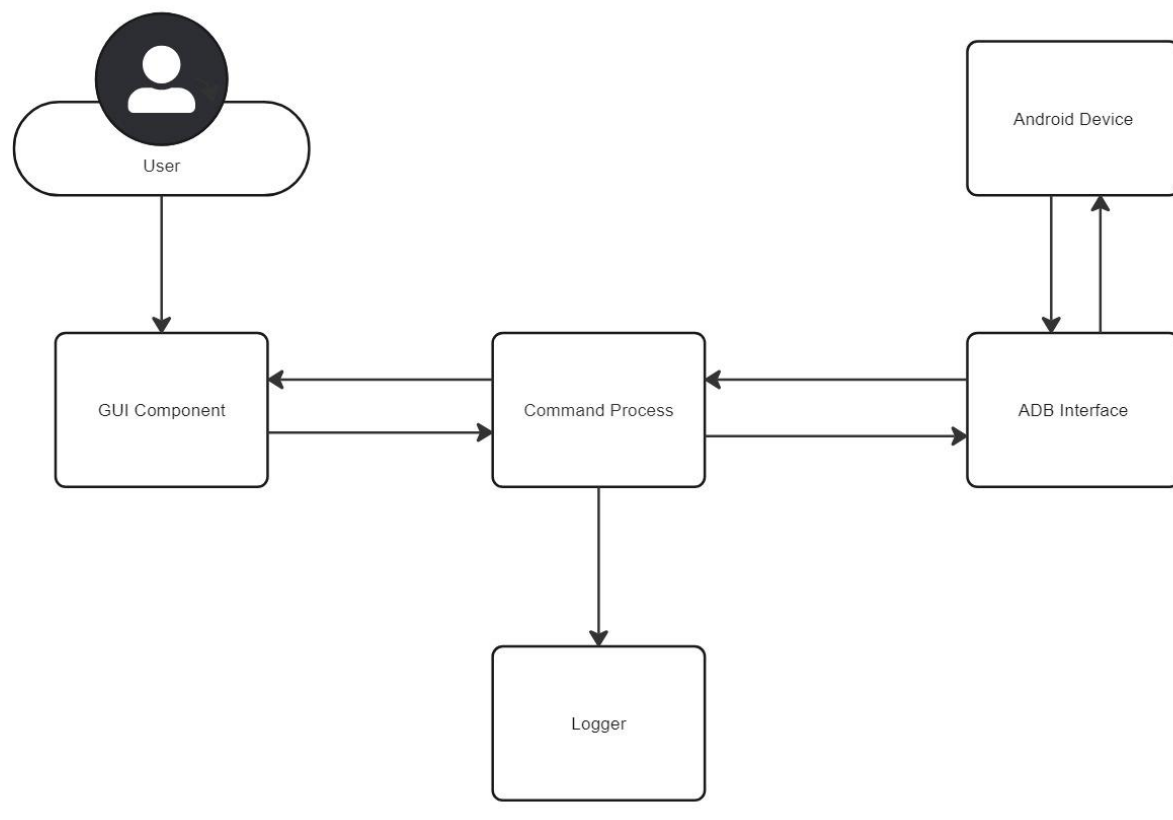 Android Device
User
GUI Component
Command Process
ADB Interface
Logger